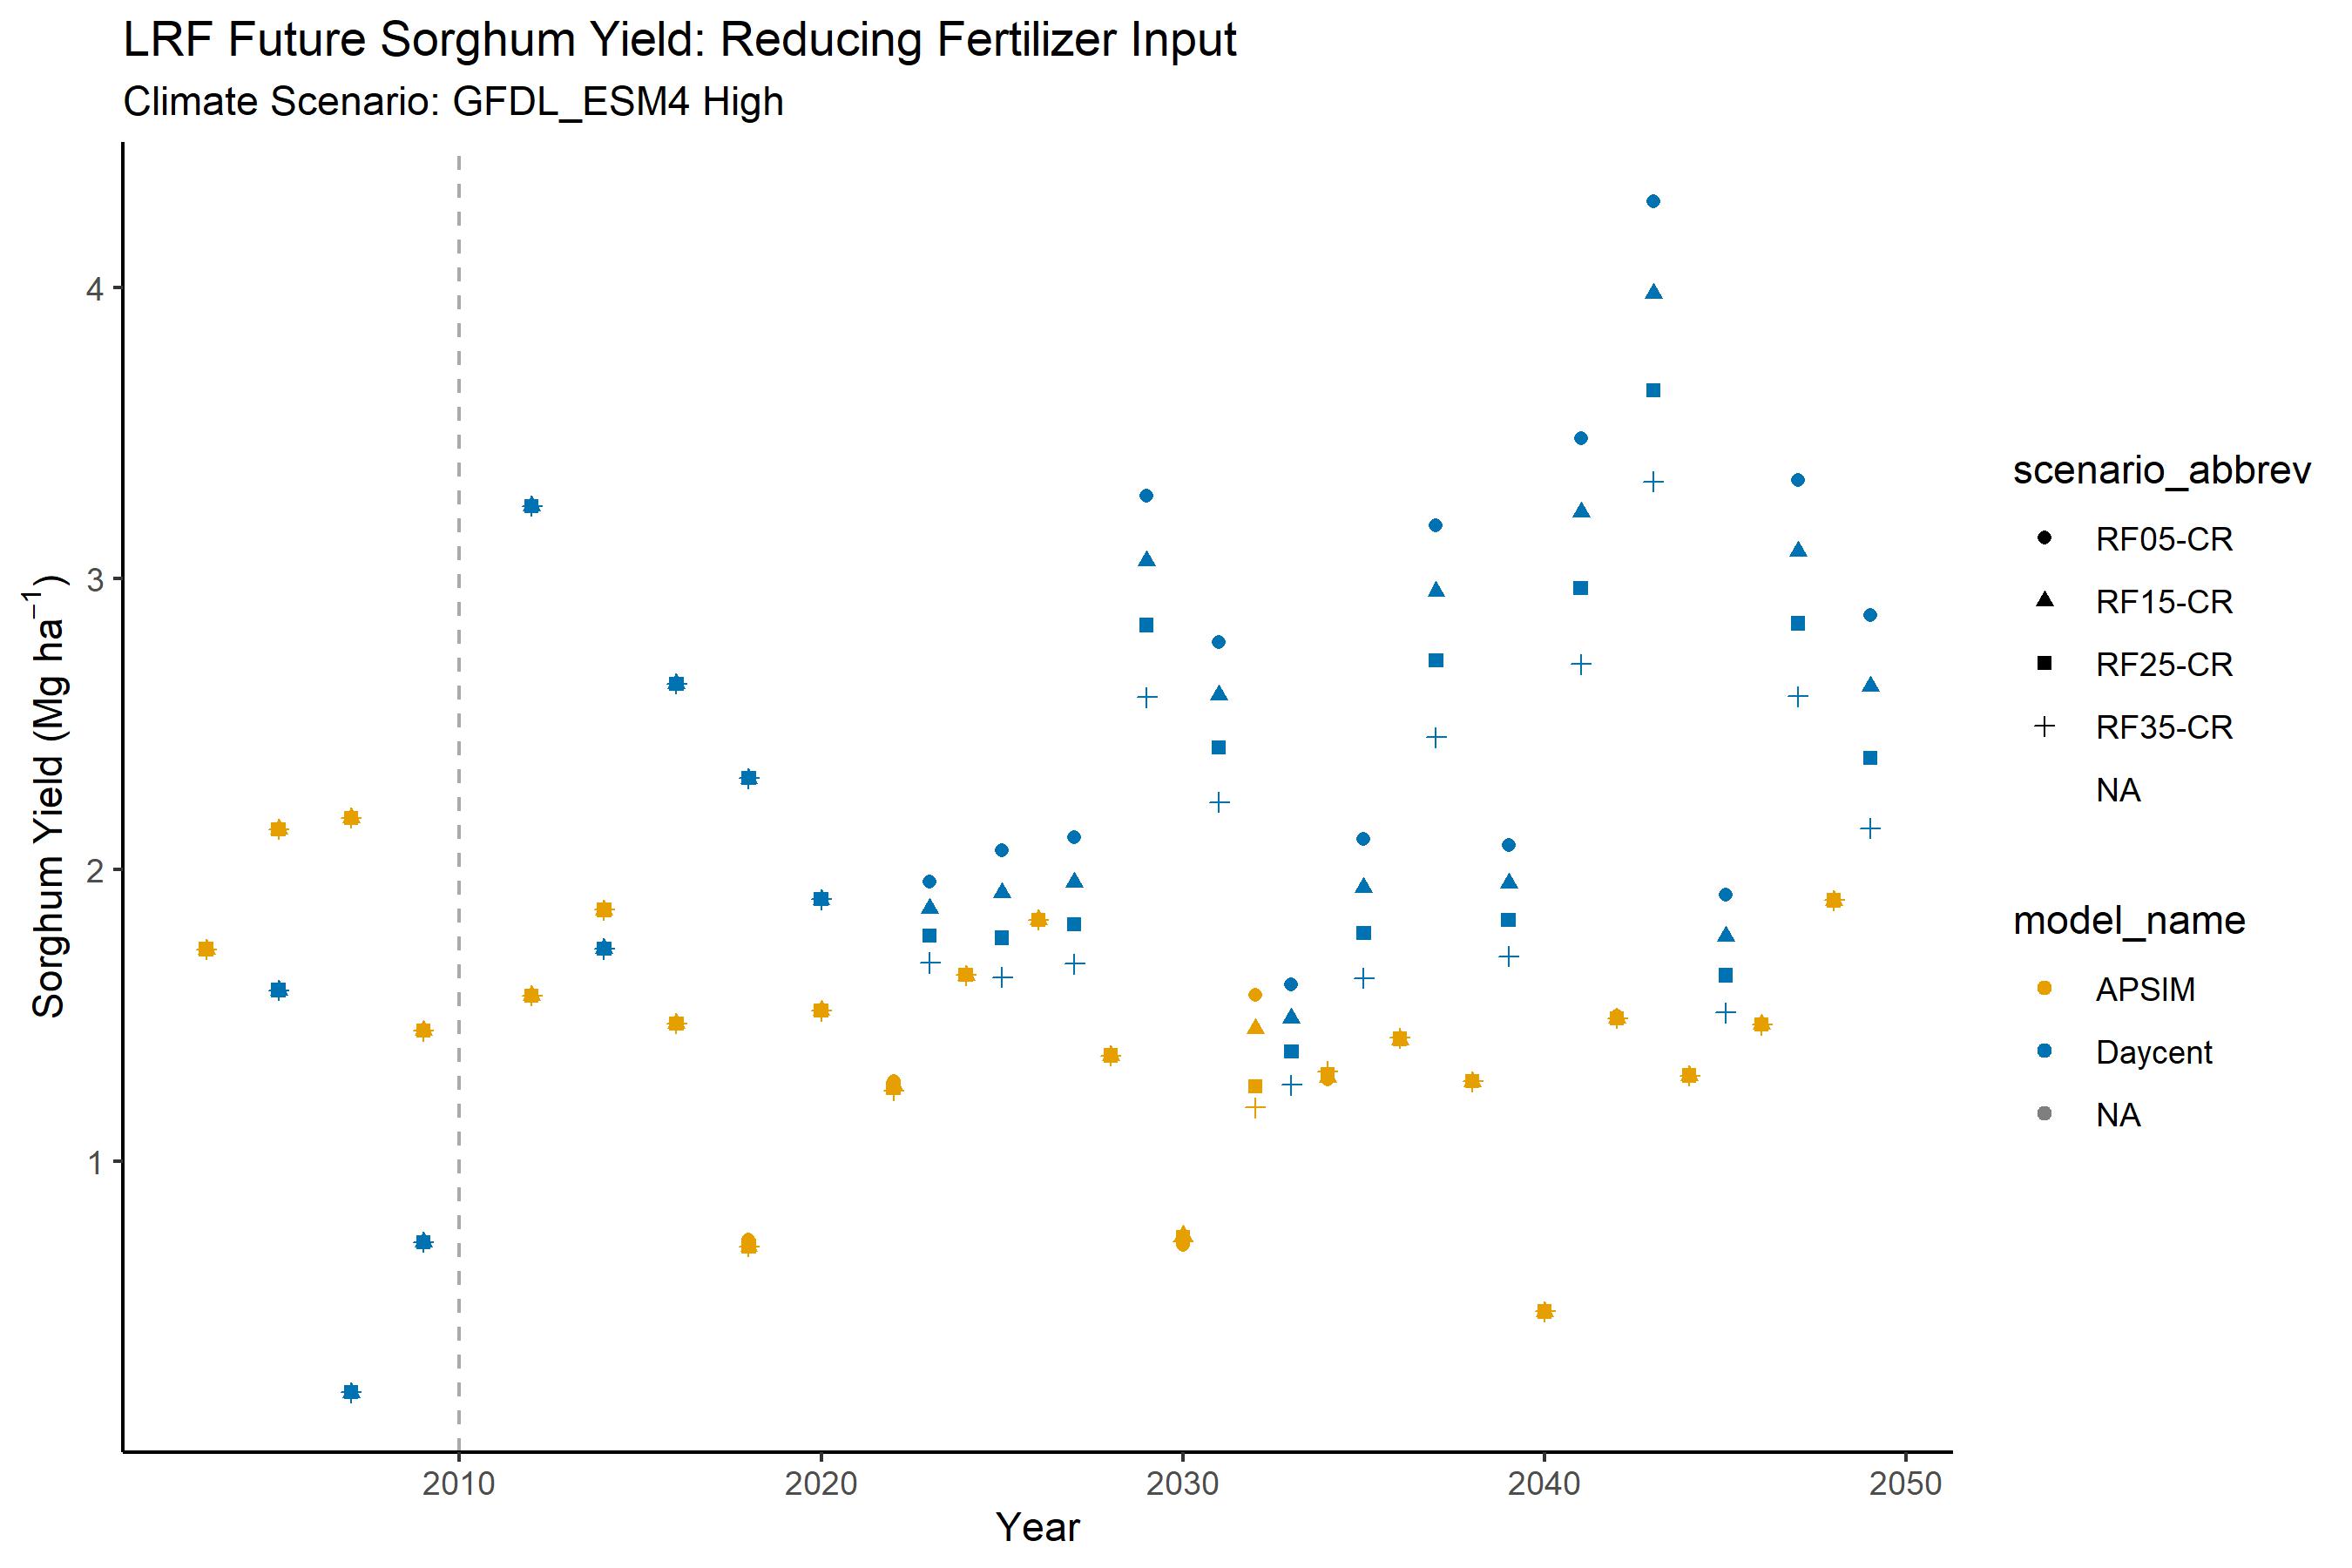 LRF Future Sorghum Yield: Reducing Fertilizer Input
Climate Scenario: GFDL_ESM4 High
Sorghum Yield (Mg ha⁻¹)
4
3
2
1
2010
2020
2030
2040
2050
Year
scenario_abbrev
RF05-CR
RF15-CR
RF25-CR
RF35-CR
NA
model_name
APSIM
Daycent
NA